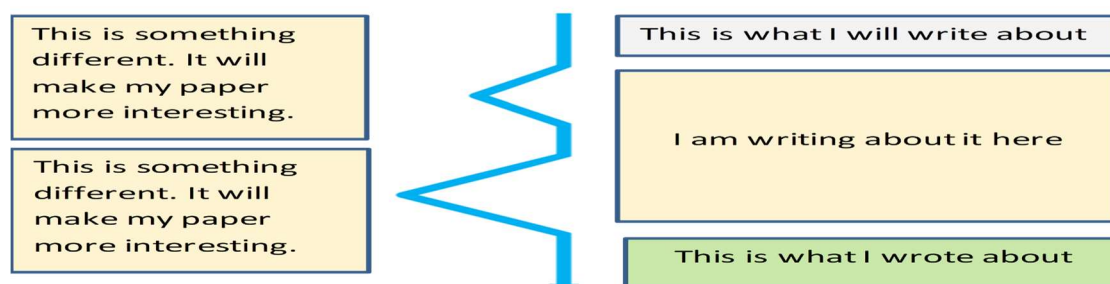 This is something
different. It will
make my paper
more interesting.
This is something
different. It will
make my paper
more interesting.
This is what I will write about
I am writing about it here
This is what I wrote about